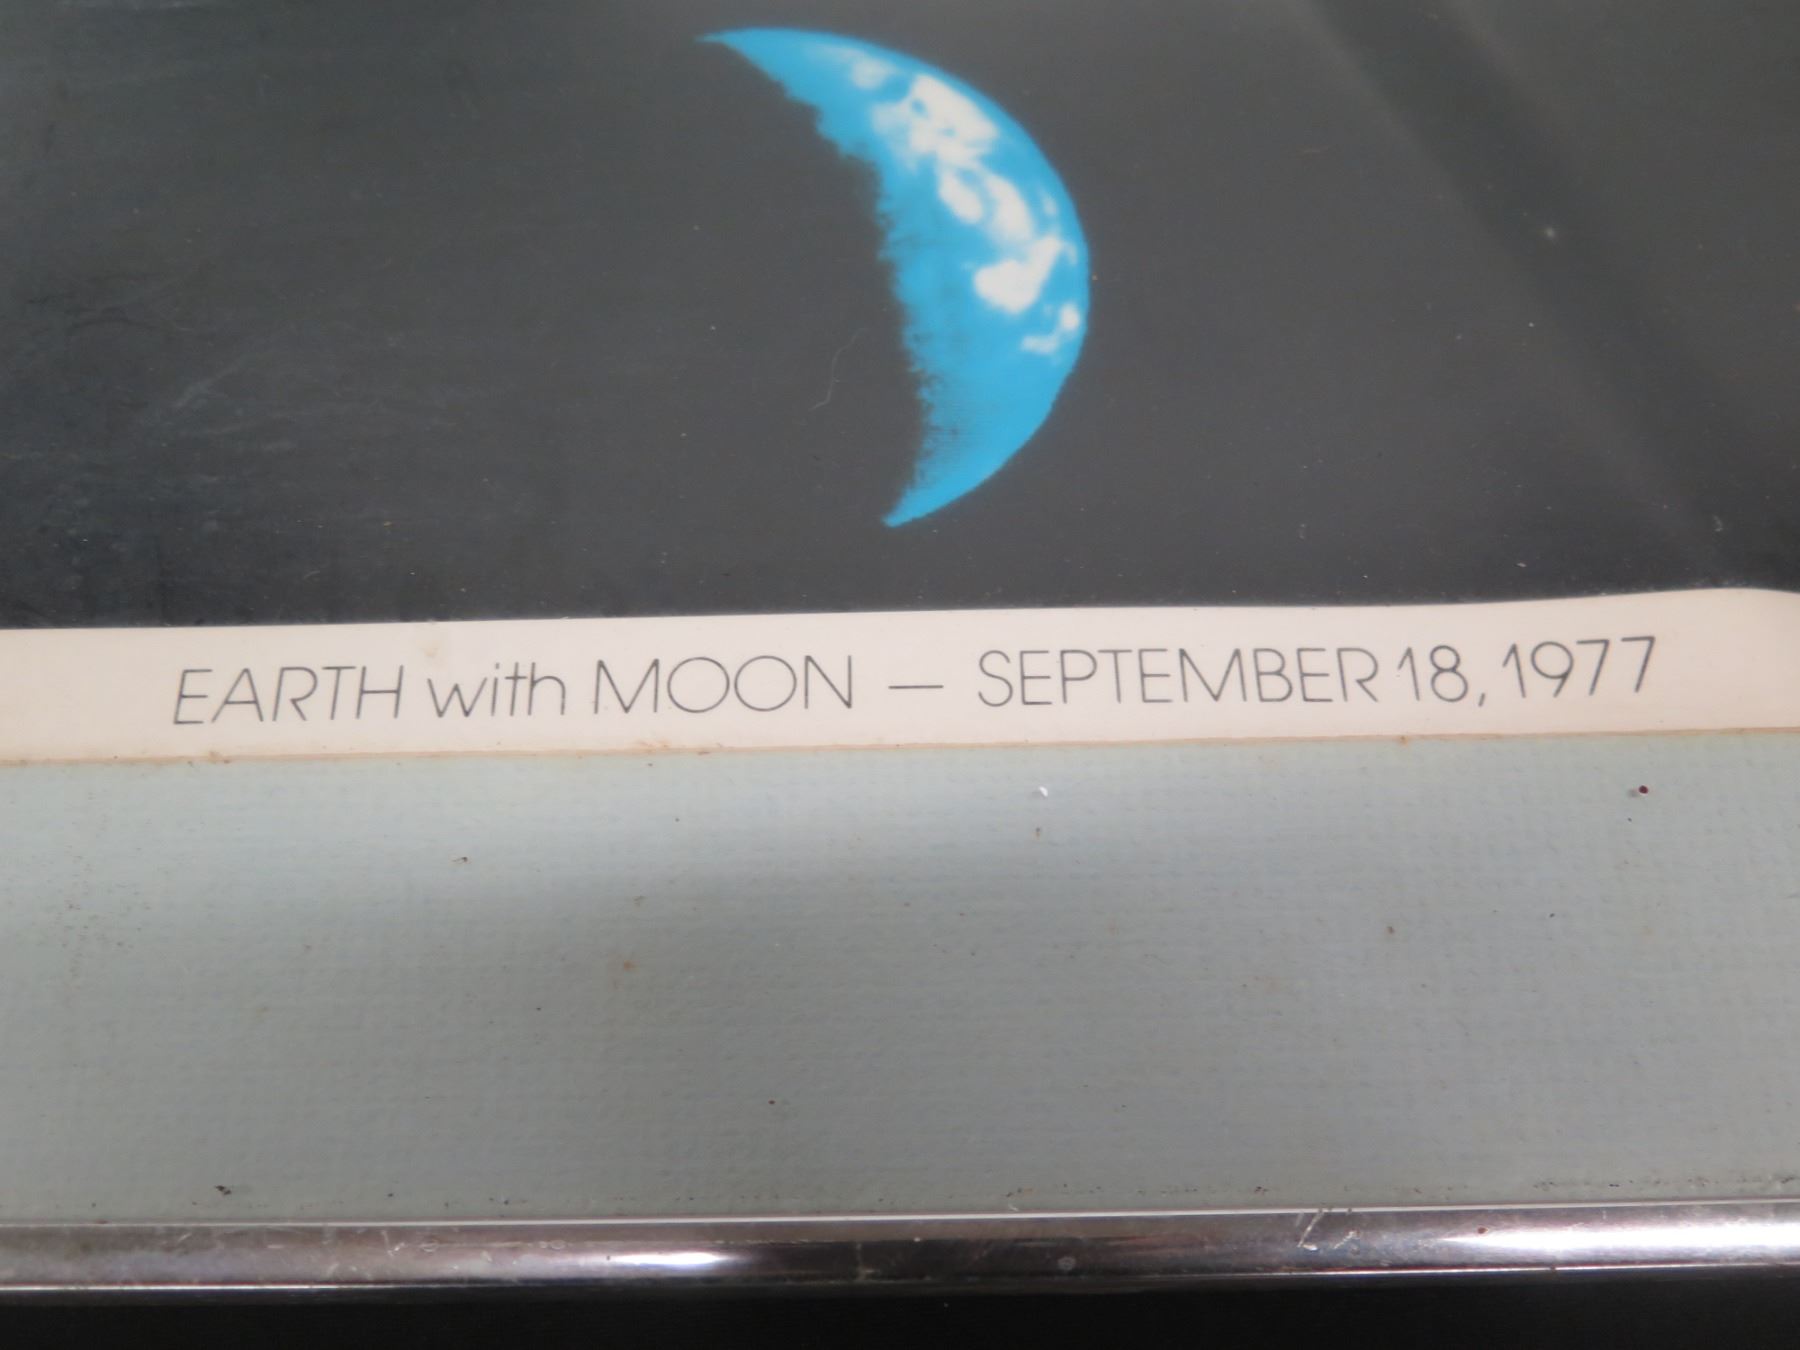 EARTH with MOON — SEPTEMBER 18, 1977